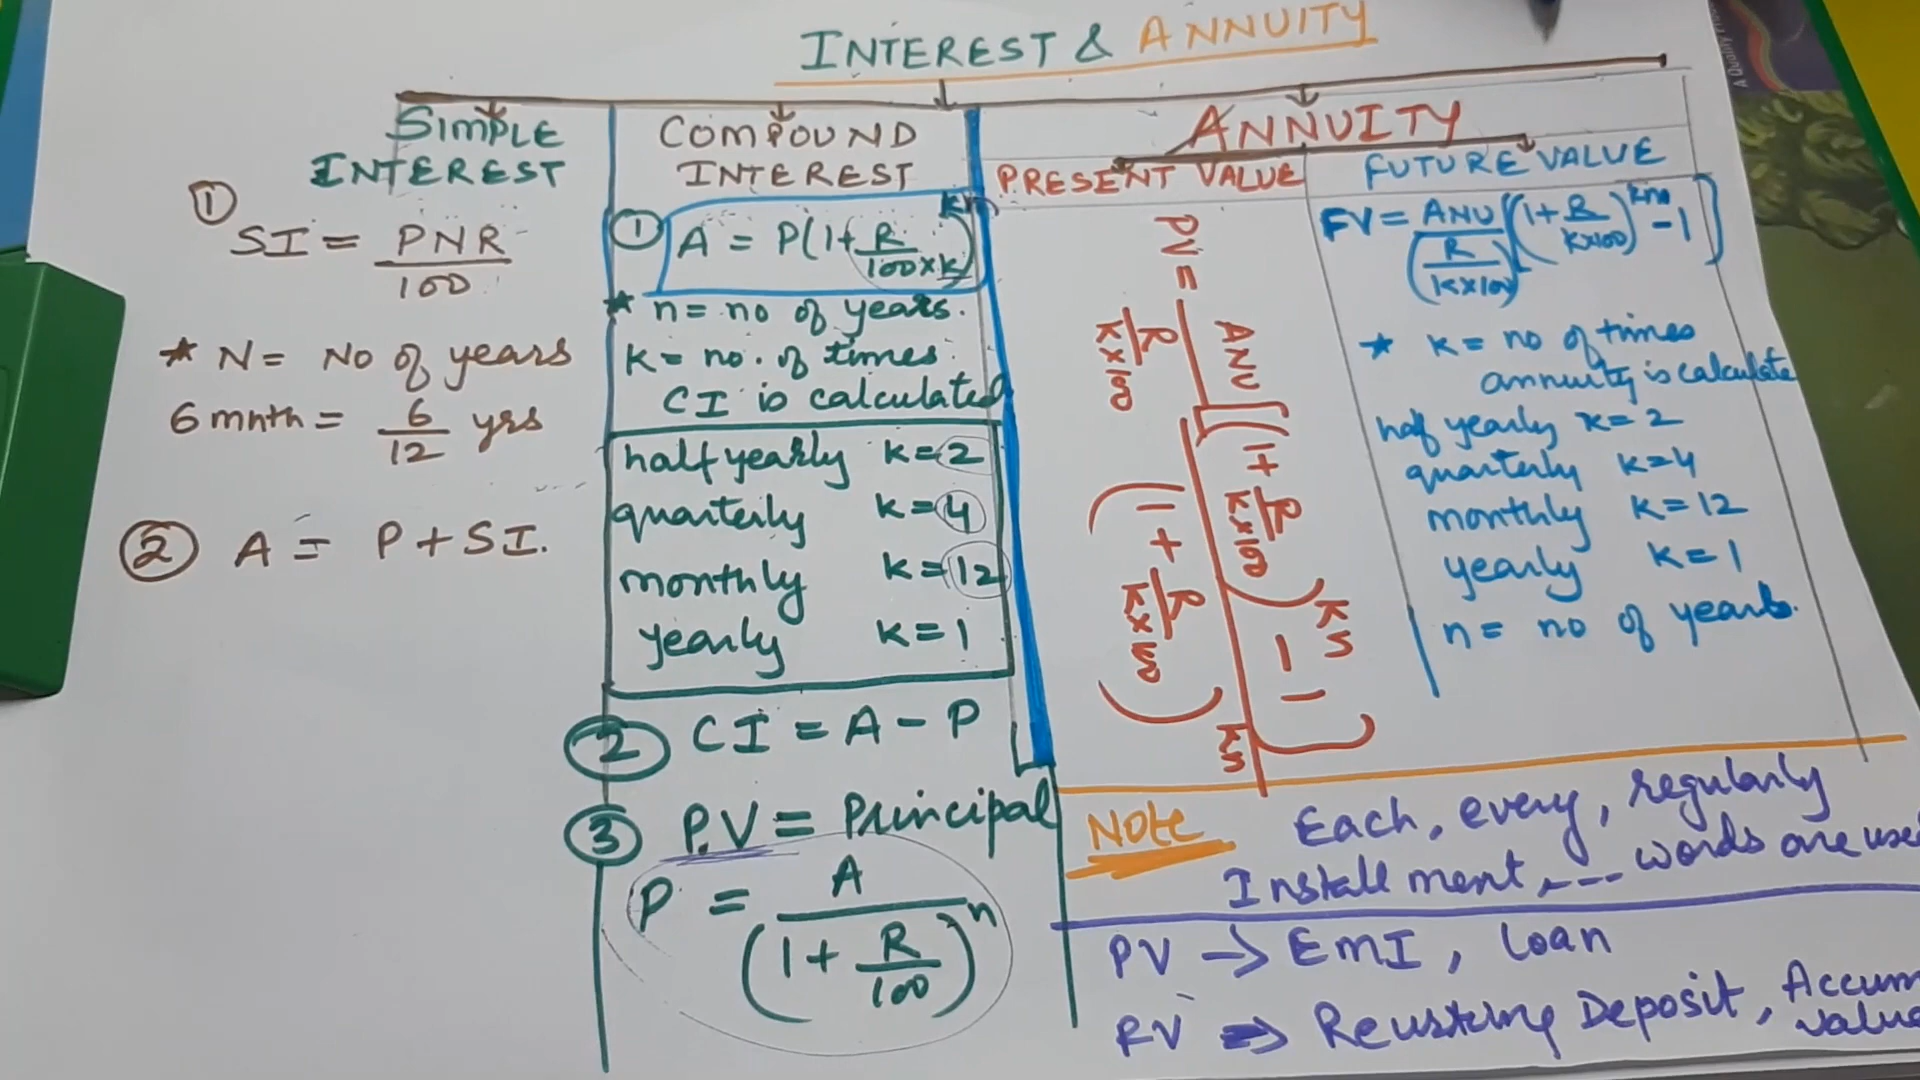 INTEREST & ANNUITY
SIMPLE
INTEREST
① SI = PNR / 100
* N = No of years
6 mnth = 6/12 yrs
② A = P + SI.
COMPOUND
INTEREST
① A = P(1 + R/100×k)^kn
* n = no of years.
k = no. of times
CI is calculated
half yearly k = 2
quarterly k = 4
monthly k = 12
yearly k = 1
② CI = A - P
③ P.V = Principal
P = A / (1 + R/100)^n
ANNUITY
PRESENT VALUE
PV = ANU [(1 + R/K×100)^Kn - 1] / R/K×100 (1 + R/K×100)^Kn
FUTURE VALUE
FV = ANU / (R/K×100) [(1 + R/K×100)^kn - 1]
* k = no of times
annuity is calculate
half yearly k = 2
quarterly k = 4
monthly k = 12
yearly k = 1
n = no of years.
Note
Each, every, regularly
Installment, --- words are use
PV → EMI, loan
FV ⇒ Deposit, Accum
value
A Quality